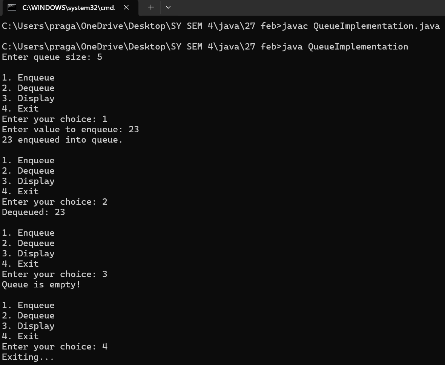 C:\WINDOWS\system32\cmd.
C:\Users\praga\OneDrive\Desktop\SY SEM 4\java\27 feb>javac QueueImplementation.java
C:\Users\praga\OneDrive\Desktop\SY SEM 4\java\27 feb>java QueueImplementation
Enter queue size: 5
1. Enqueue
2. Dequeue
3. Display
4. Exit
Enter your choice: 1
Enter value to enqueue: 23
23 enqueued into queue.
1. Enqueue
2. Dequeue
3. Display
4. Exit
Enter your choice: 2
Dequeued: 23
1. Enqueue
2. Dequeue
3. Display
4. Exit
Enter your choice: 3
Queue is empty!
1. Enqueue
2. Dequeue
3. Display
4. Exit
Enter your choice: 4
Exiting...